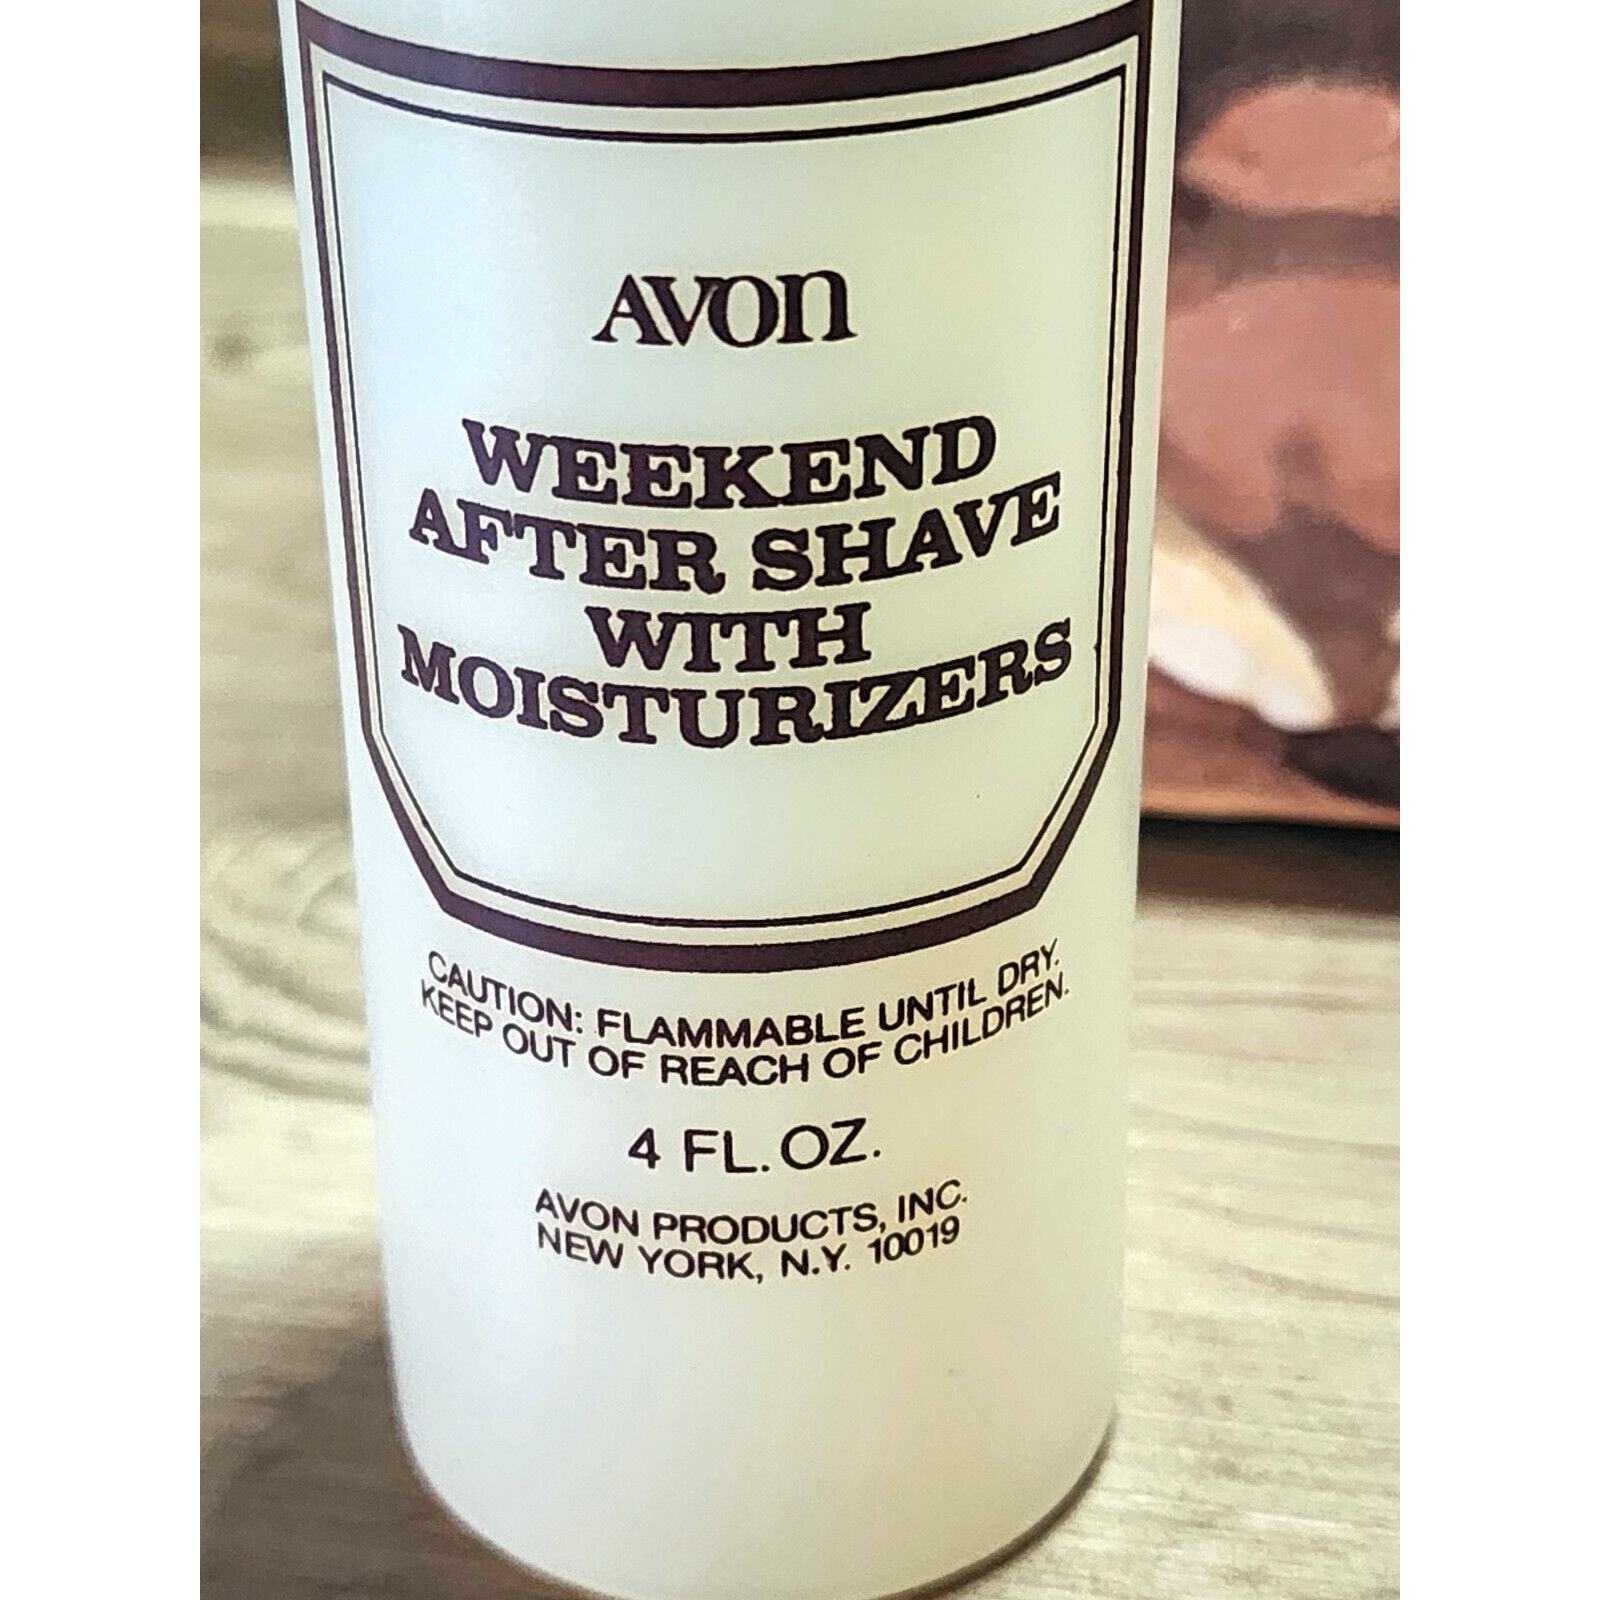 AVON
WEEKEND
AFTER SHAVE
WITH
MOISTURIZERS
CAUTION: FLAMMABLE UNTIL DRY.
KEEP OUT OF REACH OF CHILDREN.
4 FL. OZ.
AVON PRODUCTS, INC.
NEW YORK, N.Y. 10019